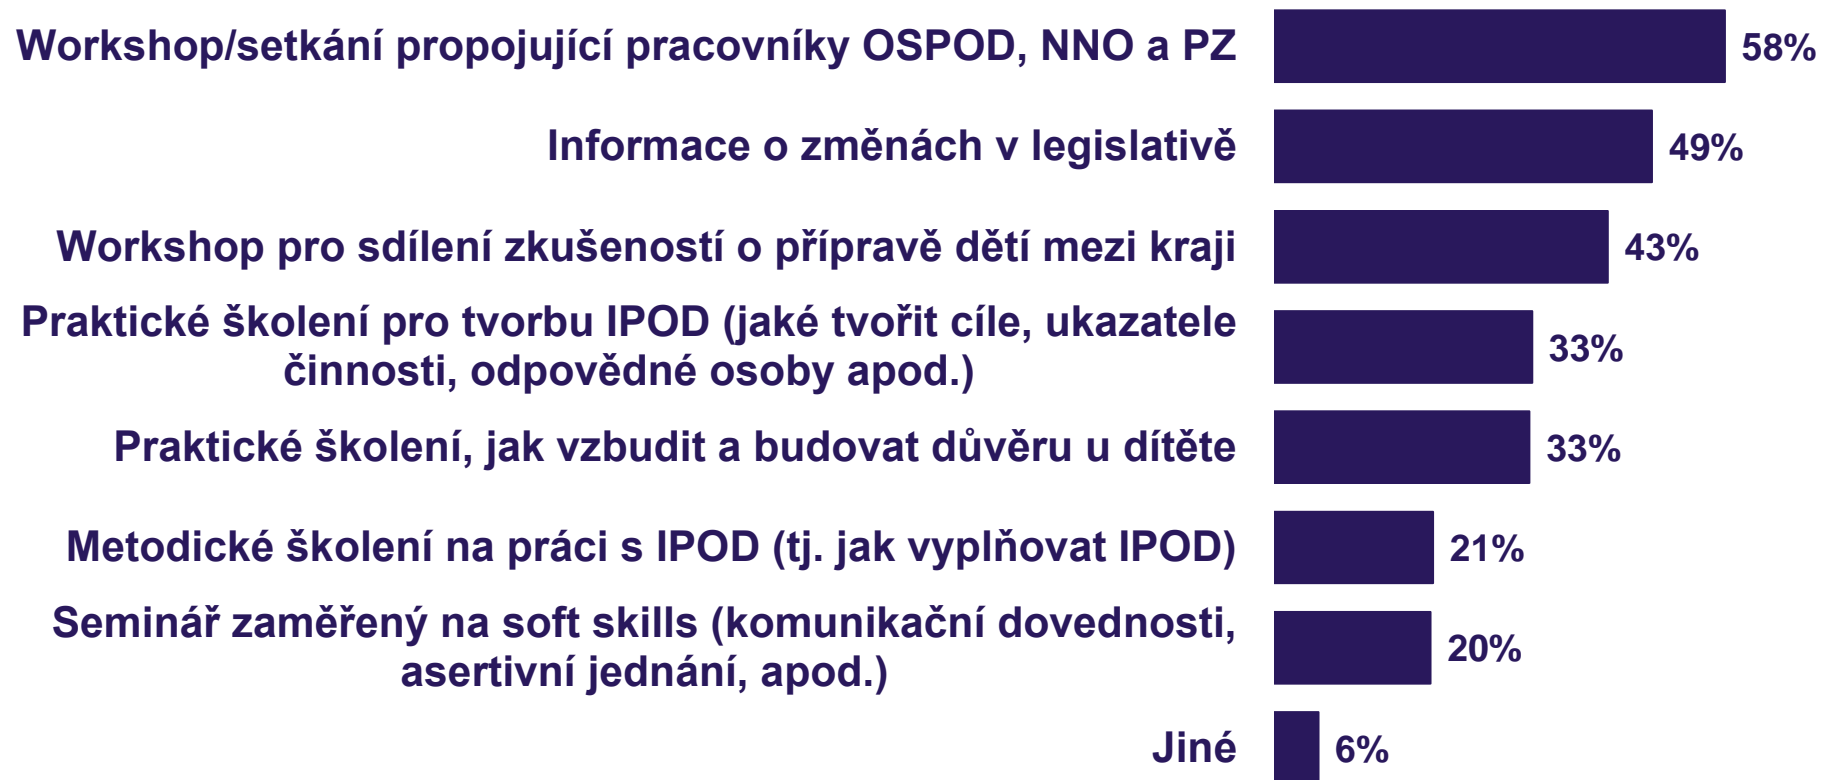 Workshop/setkání propojující pracovníky OSPOD, NNO a PZ 58%
Informace o změnách v legislativě 49%
Workshop pro sdílení zkušeností o přípravě dětí mezi kraji 43%
Praktické školení pro tvorbu IPOD (jaké tvořit cíle, ukazatele
činnosti, odpovědné osoby apod.) 33%
Praktické školení, jak vzbudit a budovat důvěru u dítěte 33%
Metodické školení na práci s IPOD (tj. jak vyplňovat IPOD) 21%
Seminář zaměřený na soft skills (komunikační dovednosti,
asertivní jednání, apod.) 20%
Jiné 6%